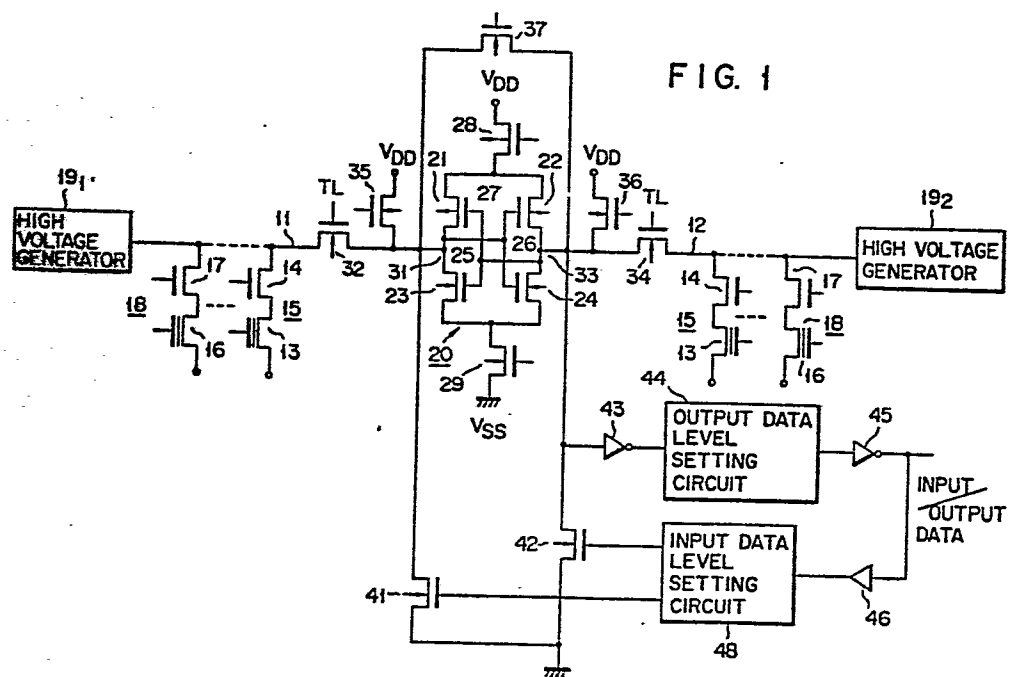 FIG. 1
37
VDD
28
VDD
35
21
27
22
VDD
36
TL
TL
19₁
HIGH
VOLTAGE
GENERATOR
11
32
31
25
26
33
34
12
19₂
HIGH VOLTAGE
GENERATOR
17
14
18
15
16
13
23
24
20
29
VSS
14
17
15
18
13
16
43
44
OUTPUT DATA
LEVEL
SETTING
CIRCUIT
45
INPUT/
OUTPUT
DATA
42
INPUT DATA
LEVEL
SETTING
CIRCUIT
46
41
48